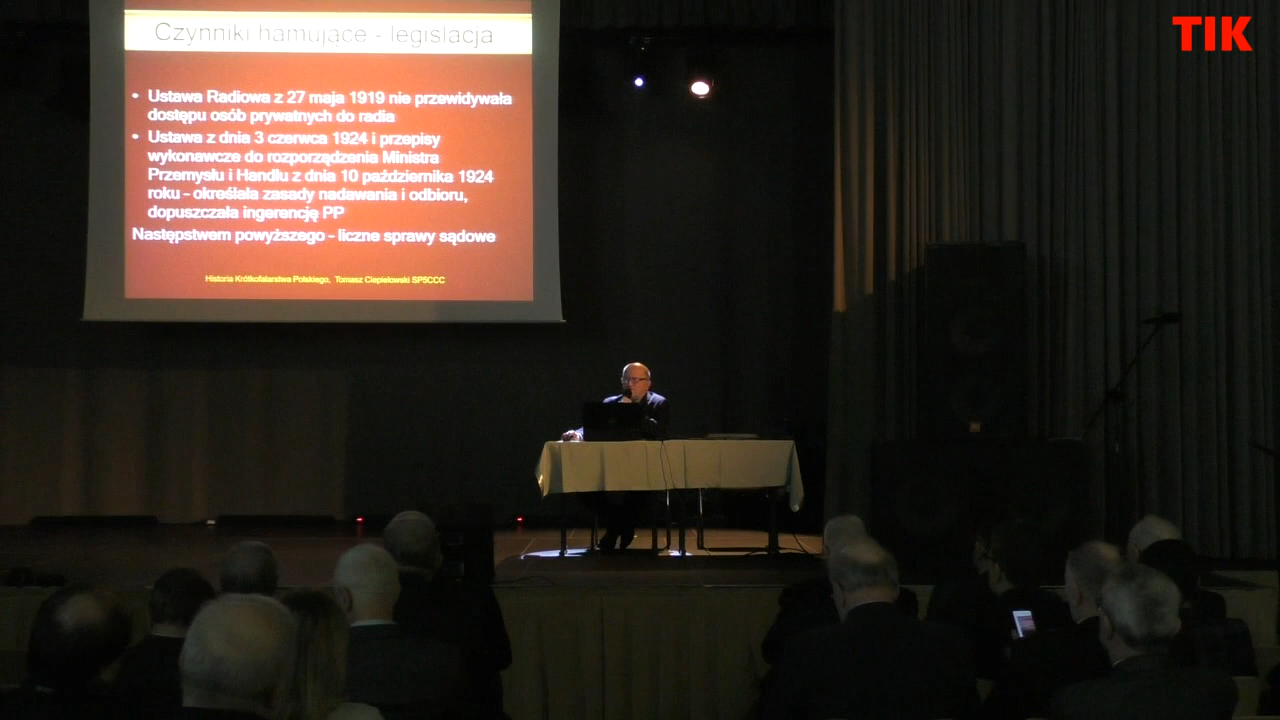 TIK
Czynniki hamujące - legislacja
• Ustawa Radiowa z 27 maja 1919 nie przewidywała
dostępu osób prywatnych do radia
• Ustawa z dnia 3 czerwca 1924 i przepisy
wykonawcze do rozporządzenia Ministra
Przemysłu i Handlu z dnia 10 października 1924
roku - określała zasady nadawania i odbioru,
dopuszczała ingerencję PP
Następstwem powyższego - liczne sprawy sądowe
Historia Krótkofalarstwa Polskiego, Tomasz Ciepielowski SP5CCC